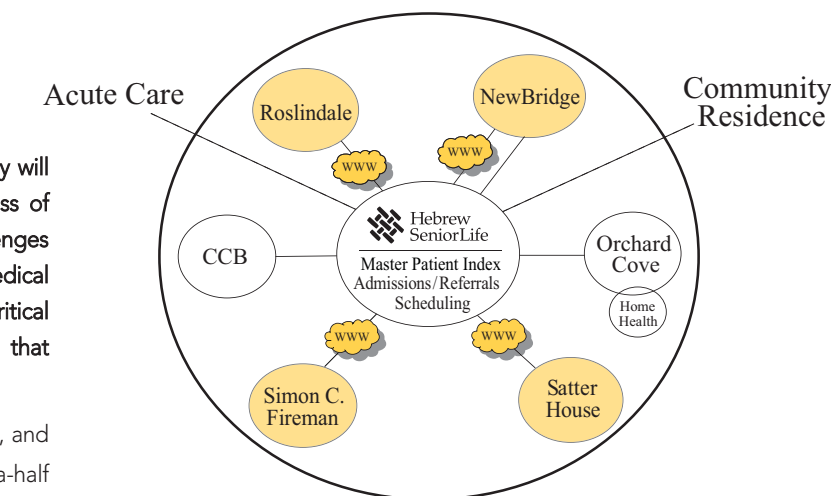 y will
ss of
enges
edical
ritical
that
, and
a-half
Acute Care
Community
Residence
Roslindale
NewBridge
www
www
Hebrew
SeniorLife
Master Patient Index
Admissions/Referrals
Scheduling
CCB
Orchard
Cove
Home
Health
www
www
Simon C.
Fireman
Satter
House